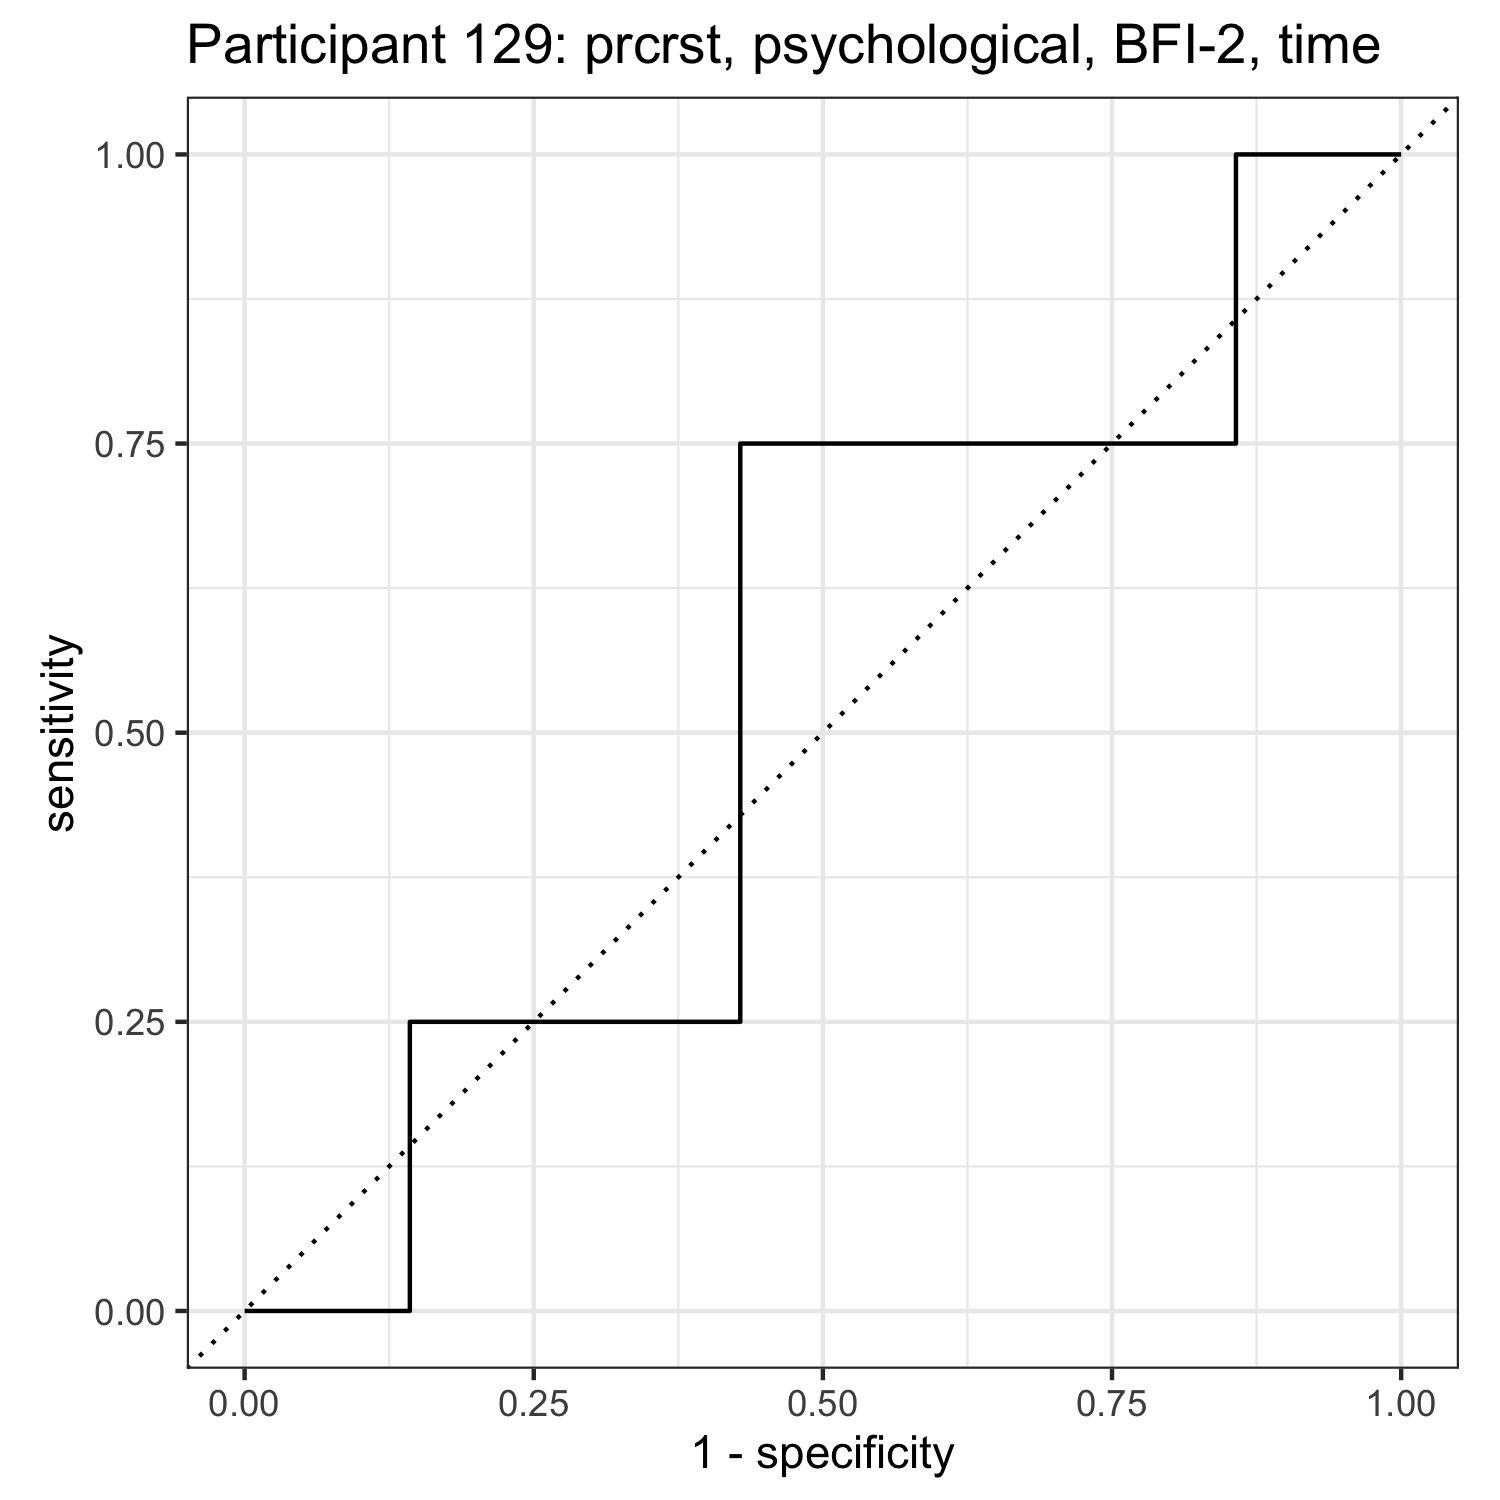 Participant 129: prcrst, psychological, BFI-2, time
1.00
0.75
0.50
0.25
0.00
sensitivity
0.00 0.25 0.50 0.75 1.00
1 - specificity